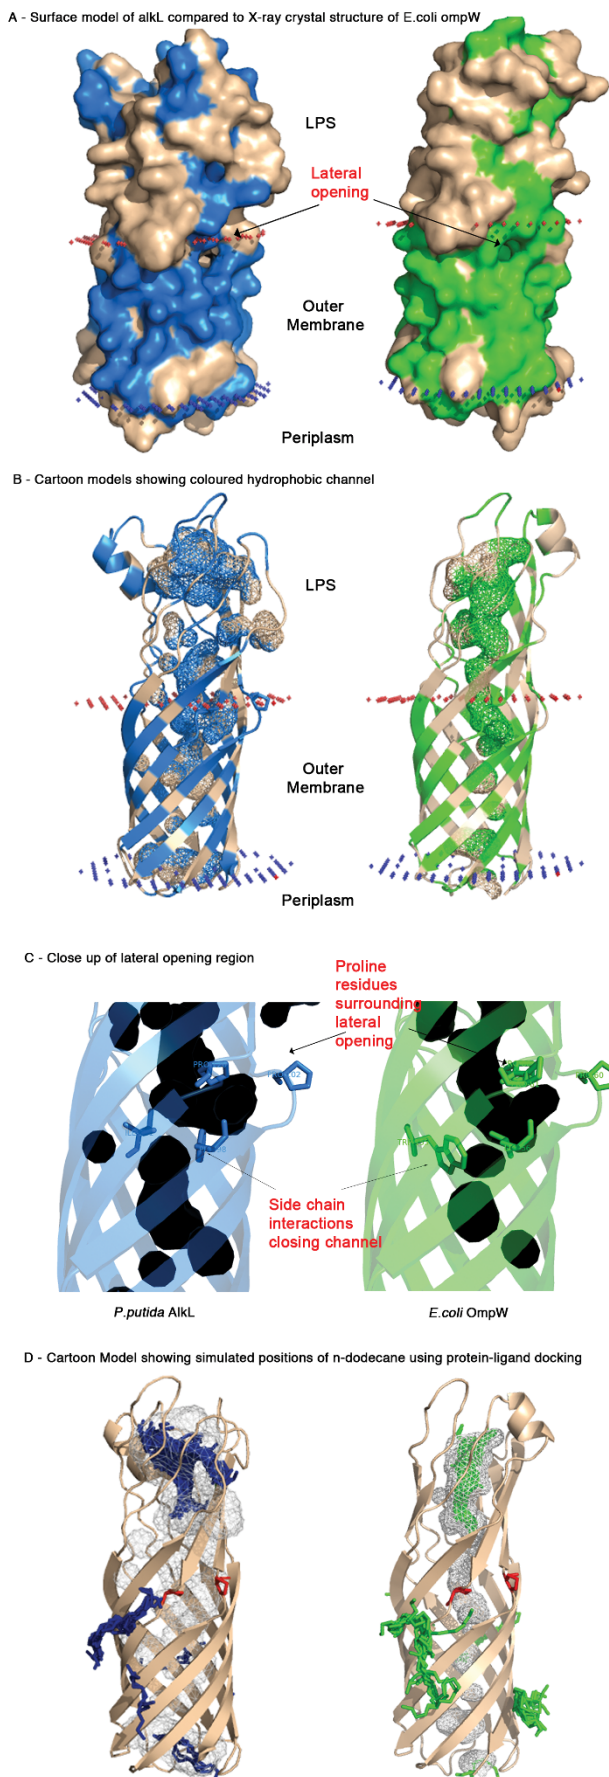 A - Surface model of alkL compared to X-ray crystal structure of E.coli ompW
LPS
Lateral
opening
Outer
Membrane
Periplasm
B - Cartoon models showing coloured hydrophobic channel
LPS
Outer
Membrane
Periplasm
C - Close up of lateral opening region
Proline
residues
surrounding
lateral
opening
Side chain
interactions
closing channel
P.putida AlkL
E.coli OmpW
D - Cartoon Model showing simulated positions of n-dodecane using protein-ligand docking